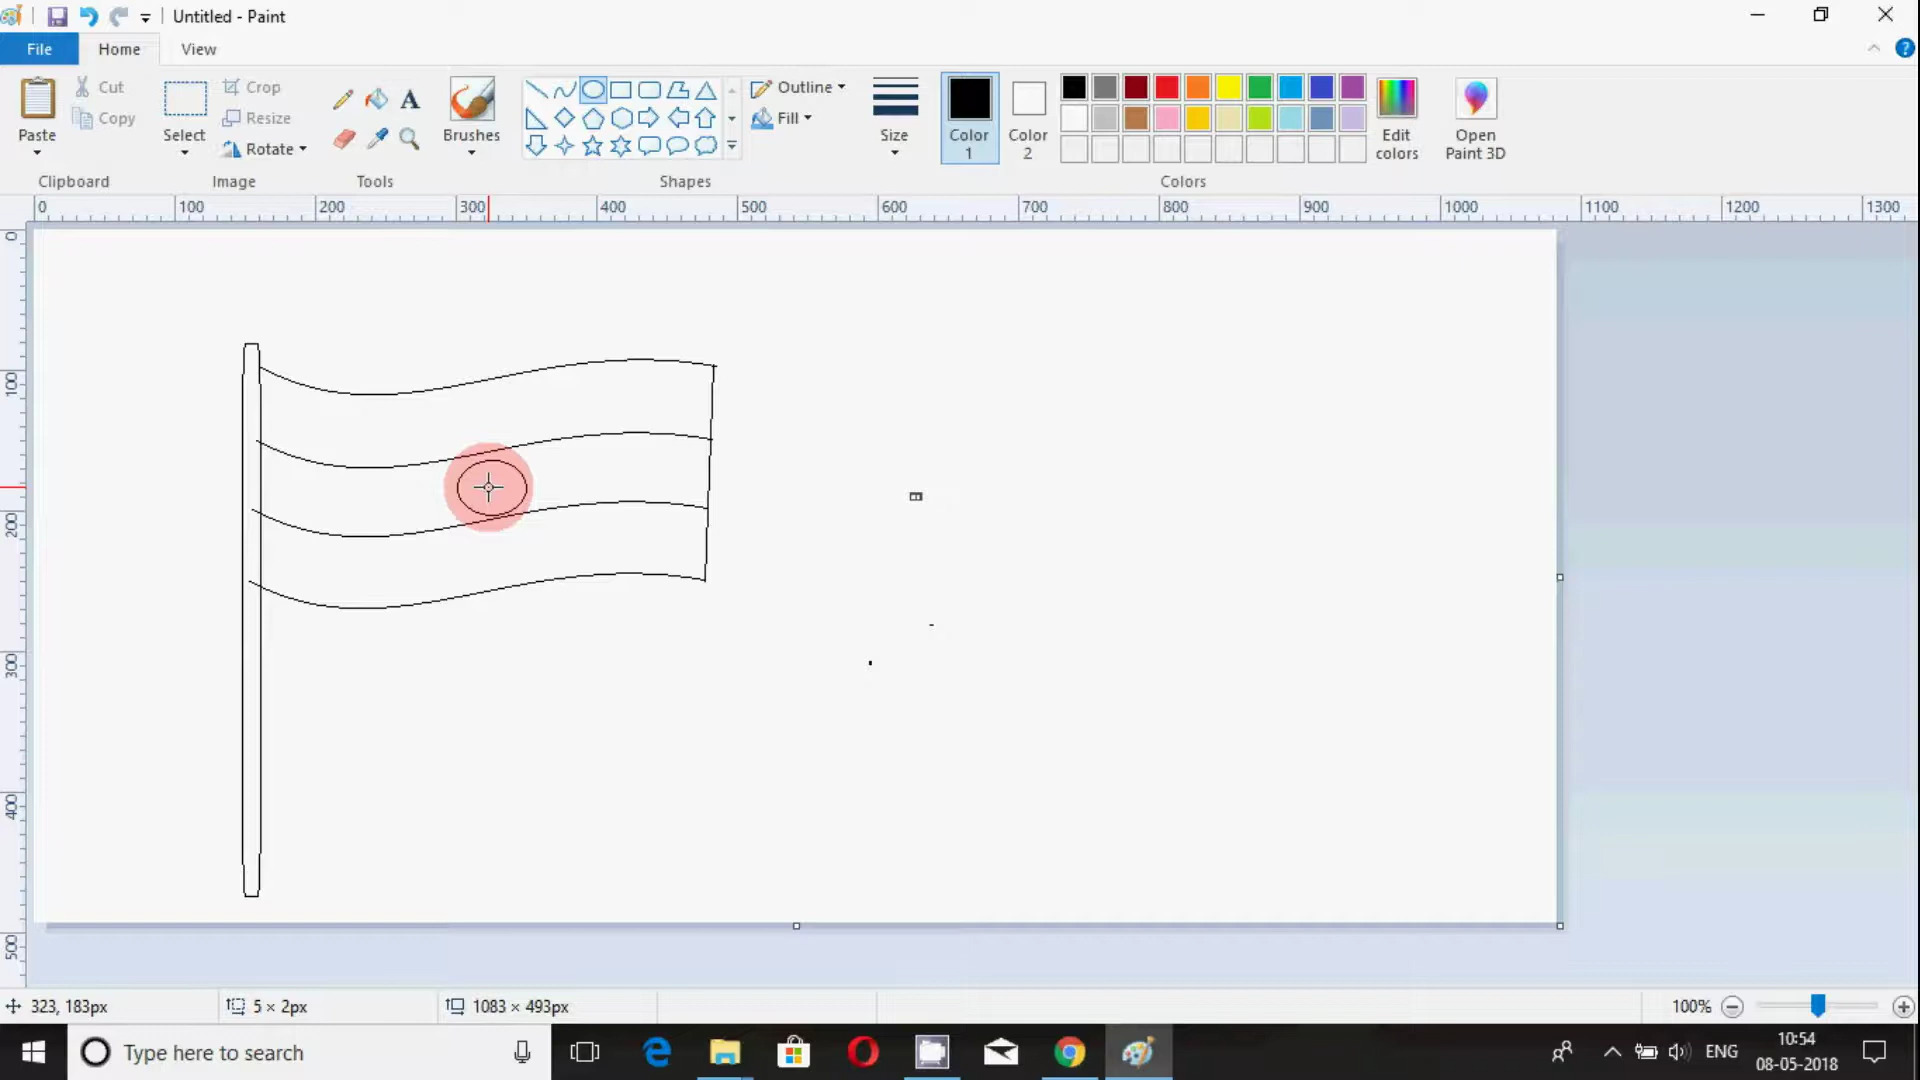 Untitled - Paint
File Home View
Paste
Cut
Copy
Select
Crop
Resize
Rotate
A
Brushes
Outline
Fill
Size
Color 1
Color 2
Edit colors
Open Paint 3D
Clipboard Image Tools Shapes Colors
0 100 200 300 400 500 600 700 800 900 1000 1100 1200 1300
0
100
200
300
400
500
323, 183px 5 × 2px 1083 × 493px 100%
Type here to search
ENG
10:54
08-05-2018